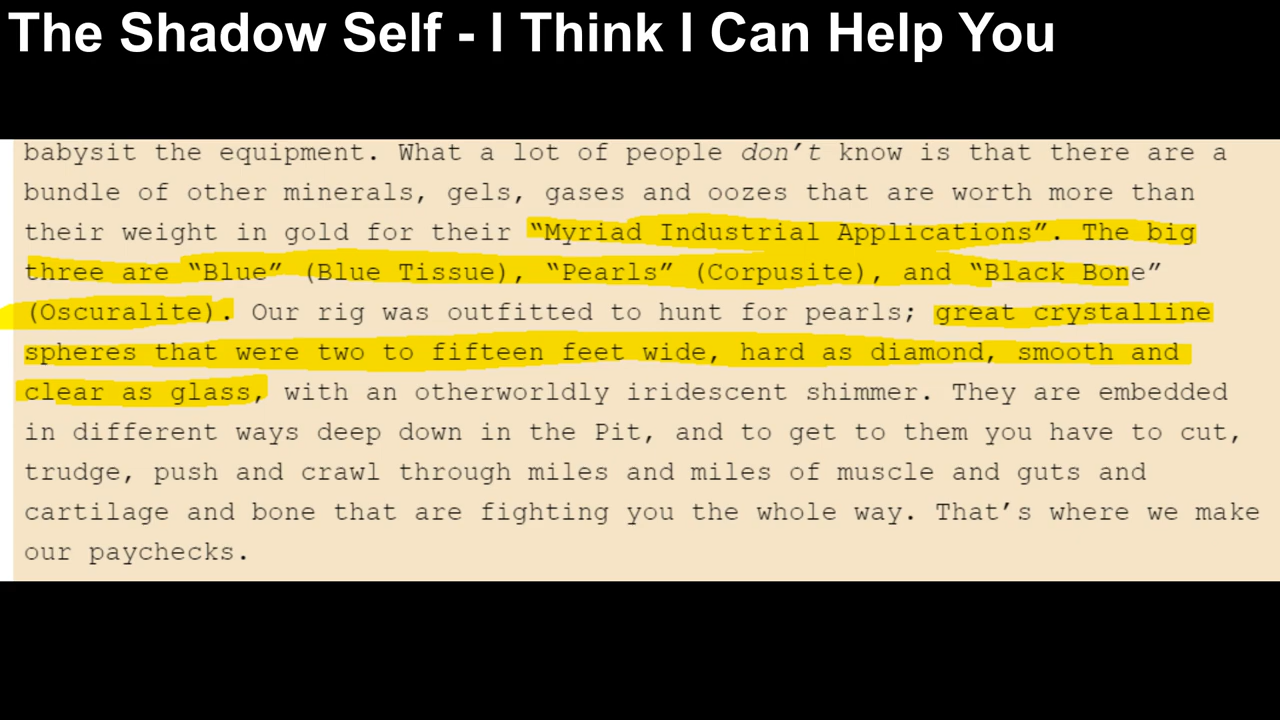 The Shadow Self - I Think I Can Help You
babysit the equipment. What a lot of people don’t know is that there are a
bundle of other minerals, gels, gases and oozes that are worth more than
their weight in gold for their “Myriad Industrial Applications”. The big
three are “Blue” (Blue Tissue), “Pearls” (Corpusite), and “Black Bone”
(Oscuralite). Our rig was outfitted to hunt for pearls; great crystalline
spheres that were two to fifteen feet wide, hard as diamond, smooth and
clear as glass, with an otherworldly iridescent shimmer. They are embedded
in different ways deep down in the Pit, and to get to them you have to cut,
trudge, push and crawl through miles and miles of muscle and guts and
cartilage and bone that are fighting you the whole way. That’s where we make
our paychecks.